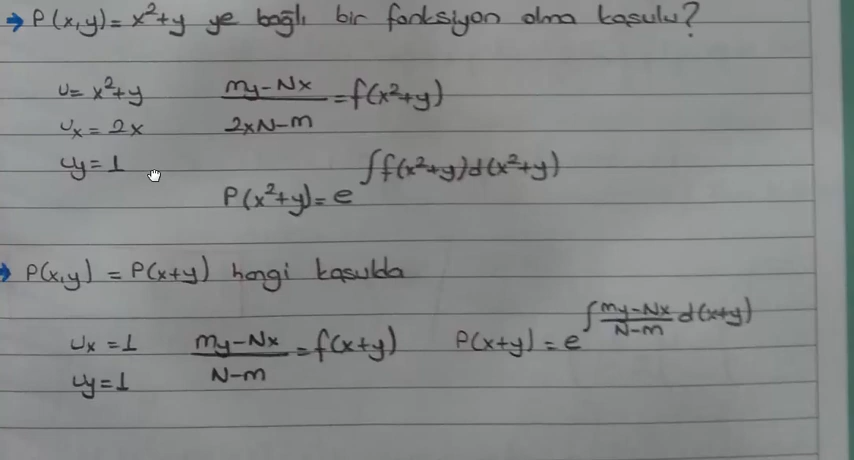 → P(x,y) = x²+y ye bağlı bir fonksiyon olma koşulu?
u = x²+y (My-Nx)/(2xN-M) = f(x²+y)
Ux = 2x
Uy = 1
P(x²+y) = e^∫f(x²+y)d(x²+y)
→ P(x,y) = P(x+y) hangi koşulda
Ux = 1 (My-Nx)/(N-M) = f(x+y) P(x+y) = e^∫(My-Nx)/(N-M) d(x+y)
Uy = 1